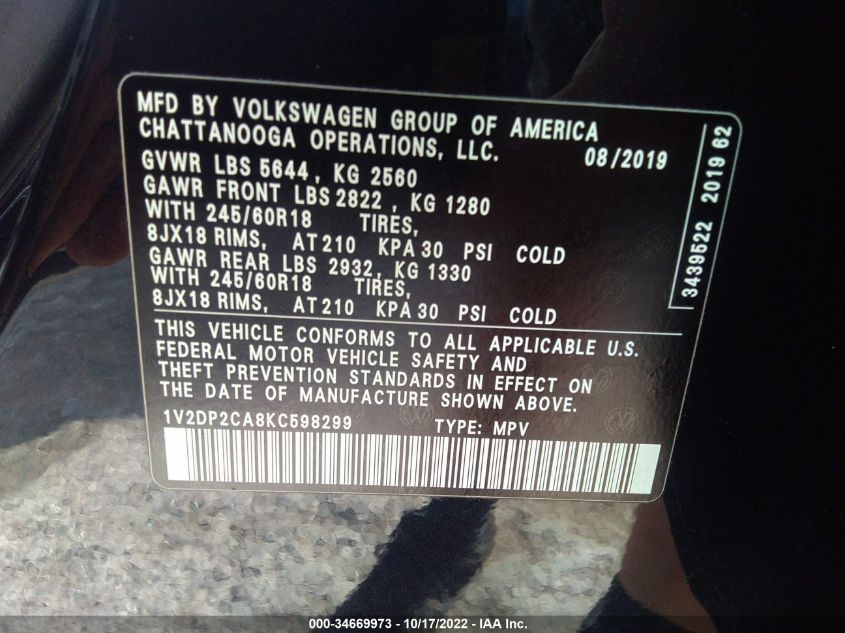 MFD BY VOLKSWAGEN GROUP OF AMERICA
CHATTANOOGA OPERATIONS, LLC. 08/2019
GVWR LBS 5644, KG 2560
GAWR FRONT LBS 2822, KG 1280
WITH 245/60R18 TIRES,
8JX18 RIMS, AT 210 KPA 30 PSI COLD
GAWR REAR LBS 2932, KG 1330
WITH 245/60R18 TIRES,
8JX18 RIMS, AT 210 KPA 30 PSI COLD
THIS VEHICLE CONFORMS TO ALL APPLICABLE U.S.
FEDERAL MOTOR VEHICLE SAFETY AND
THEFT PREVENTION STANDARDS IN EFFECT ON
THE DATE OF MANUFACTURE SHOWN ABOVE.
1V2DP2CA8KC598299 TYPE: MPV
3439522 2019 62
000-34669973 - 10/17/2022 - IAA Inc.